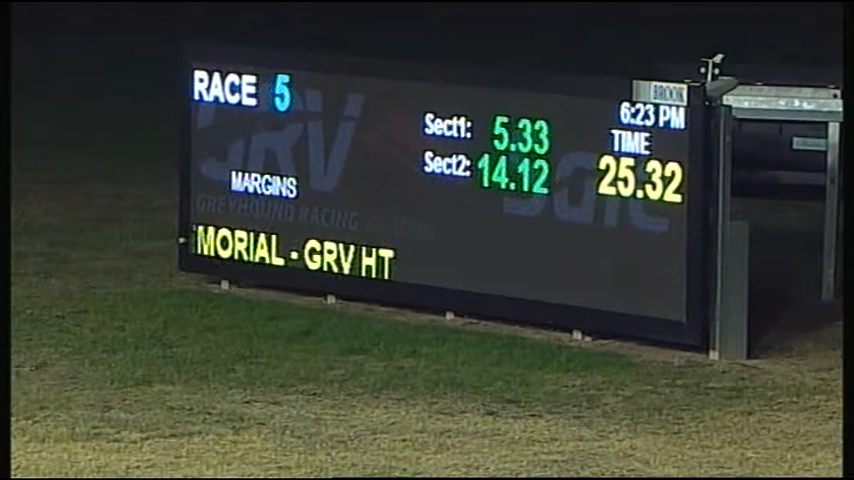 RACE 5
BROOK
6:23 PM
Sect1: 5.33
TIME
Sect2: 14.12
25.32
MARGINS
GRV
GREYHOUND RACING
MORIAL - GRV HT